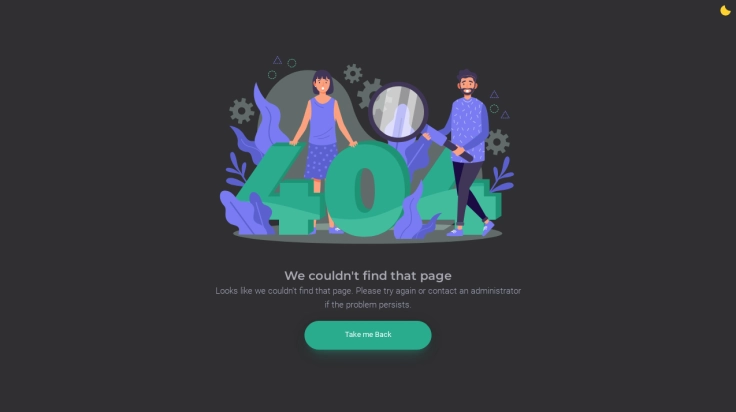 404
We couldn't find that page
Looks like we couldn't find that page. Please try again or contact an administrator
if the problem persists.
Take me Back